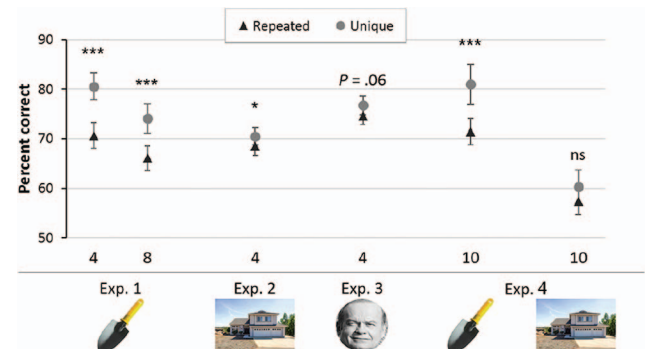 ▲ Repeated ● Unique
Percent correct
90
80
70
60
50
***
***
*
P = .06
***
ns
4 8 4 4 10 10
Exp. 1 Exp. 2 Exp. 3 Exp. 4